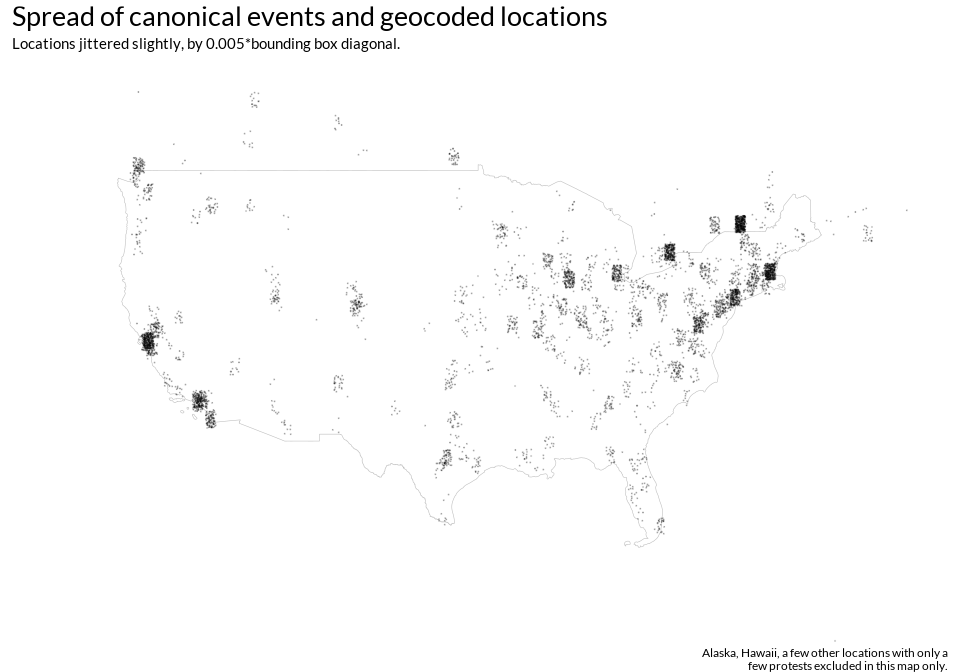 Spread of canonical events and geocoded locations
Locations jittered slightly, by 0.005*bounding box diagonal.
Alaska, Hawaii, a few other locations with only a
few protests excluded in this map only.